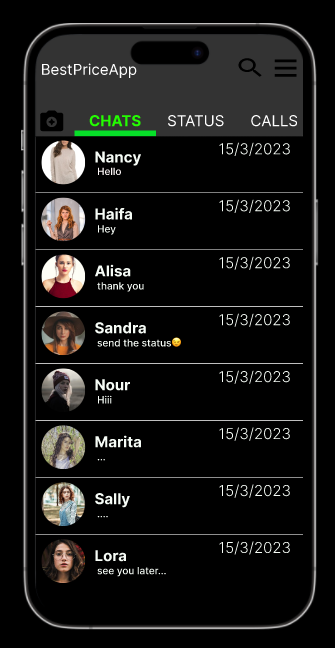 BestPriceApp
CHATS STATUS CALLS
Nancy 15/3/2023
Hello
Haifa 15/3/2023
Hey
Alisa 15/3/2023
thank you
Sandra 15/3/2023
send the status😏
Nour 15/3/2023
Hiii
Marita 15/3/2023
...
Sally 15/3/2023
....
Lora 15/3/2023
see you later...